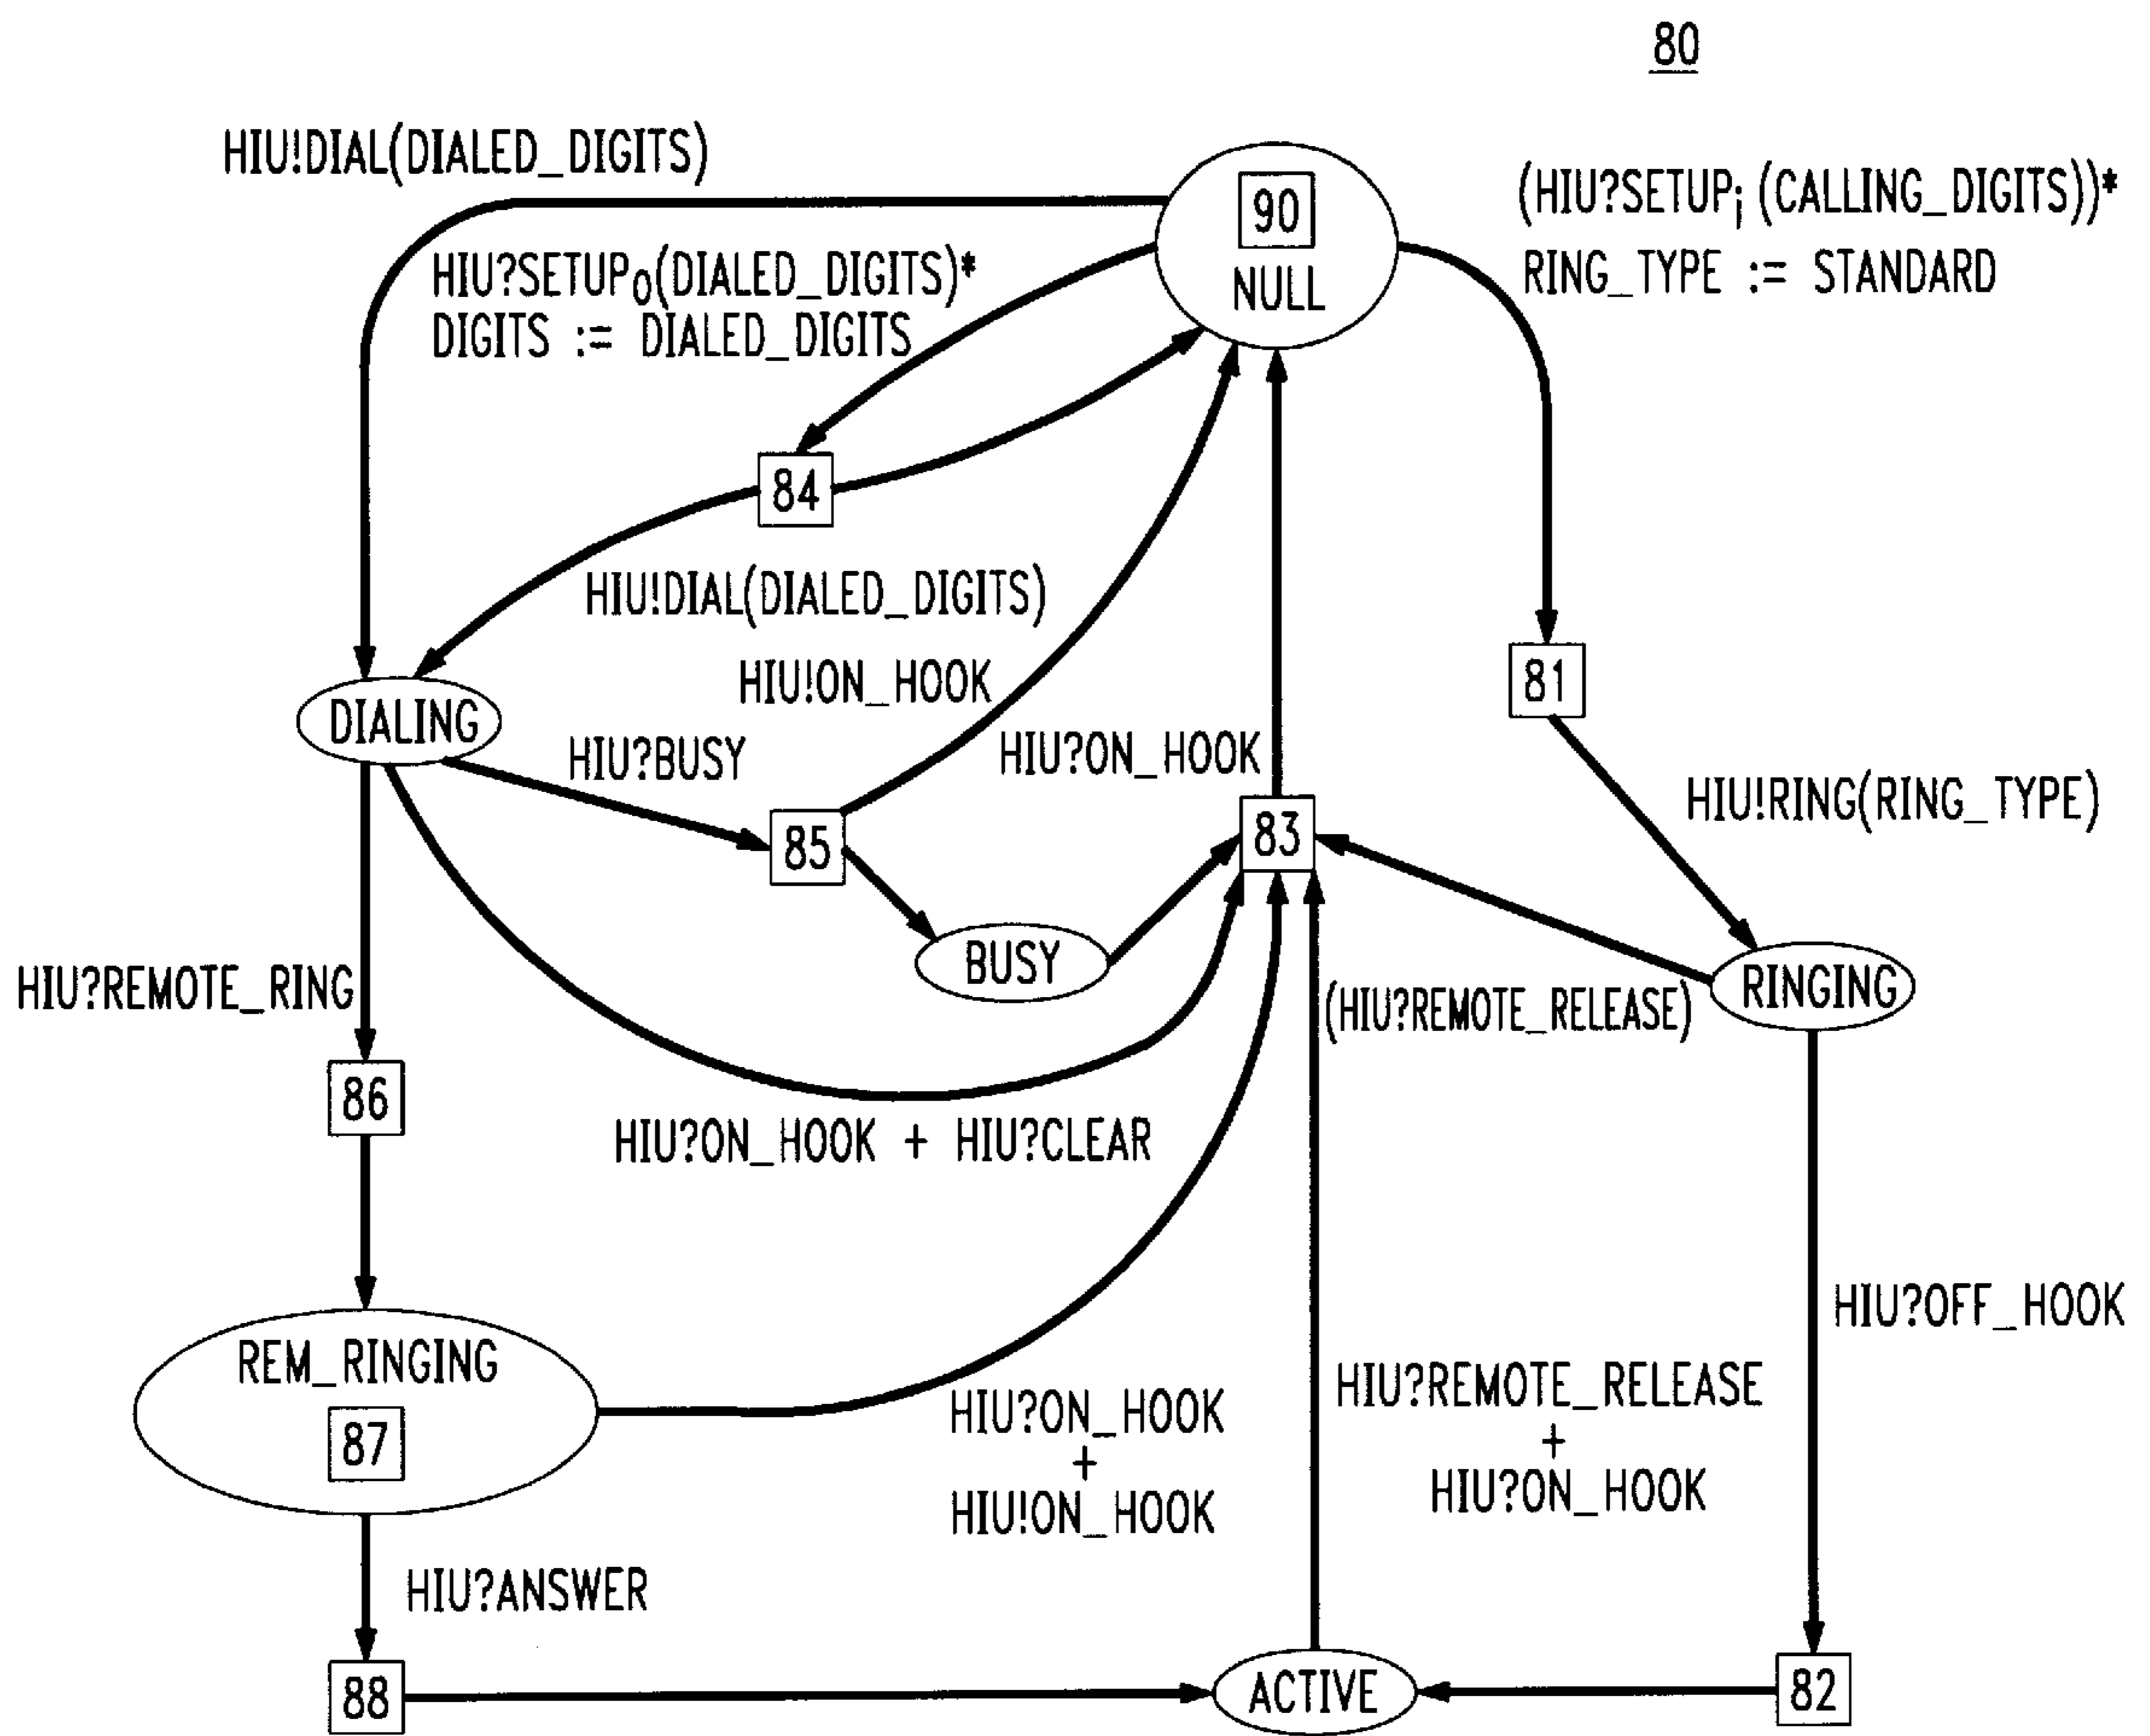 80
HIU!DIAL(DIALED_DIGITS)
90
NULL
(HIU?SETUPi (CALLING_DIGITS))*
RING_TYPE := STANDARD
HIU?SETUPO(DIALED_DIGITS)*
DIGITS := DIALED_DIGITS
84
HIU!DIAL(DIALED_DIGITS)
HIU!ON_HOOK
81
DIALING
HIU?BUSY
HIU?ON_HOOK
HIU!RING(RING_TYPE)
85
83
BUSY
HIU?REMOTE_RING
(HIU?REMOTE_RELEASE)
RINGING
86
HIU?ON_HOOK + HIU?CLEAR
HIU?OFF_HOOK
REM_RINGING
87
HIU?ON_HOOK
+
HIU!ON_HOOK
HIU?REMOTE_RELEASE
+
HIU?ON_HOOK
HIU?ANSWER
88
ACTIVE
82